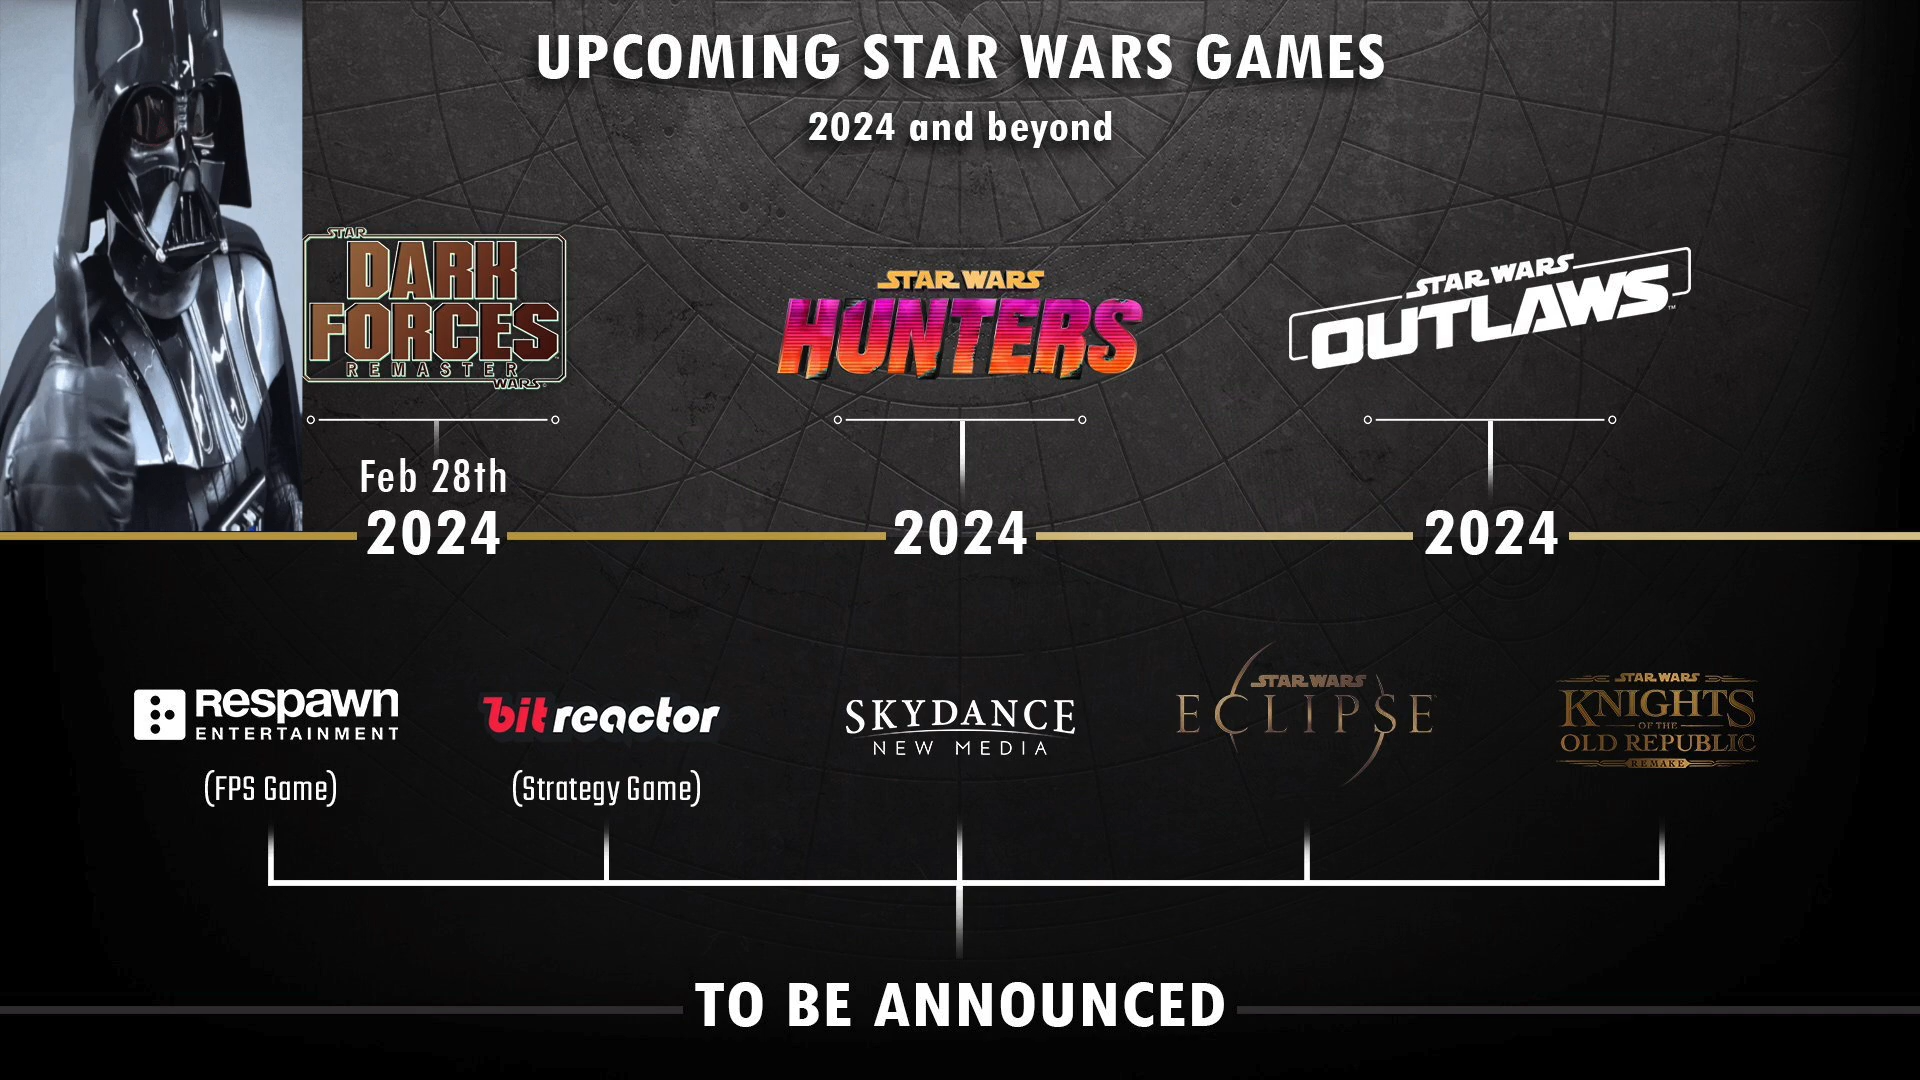 UPCOMING STAR WARS GAMES
2024 and beyond
STAR
DARK
FORCES
REMASTER
WARS
STAR WARS
HUNTERS
STAR WARS
OUTLAWS™
Feb 28th
2024
2024
2024
RESPAWN
ENTERTAINMENT
(FPS Game)
bit reactor
(Strategy Game)
SKYDANCE
NEW MEDIA
STAR WARS
ECLIPSE
STAR WARS
KNIGHTS
OF THE
OLD REPUBLIC
REMAKE
TO BE ANNOUNCED